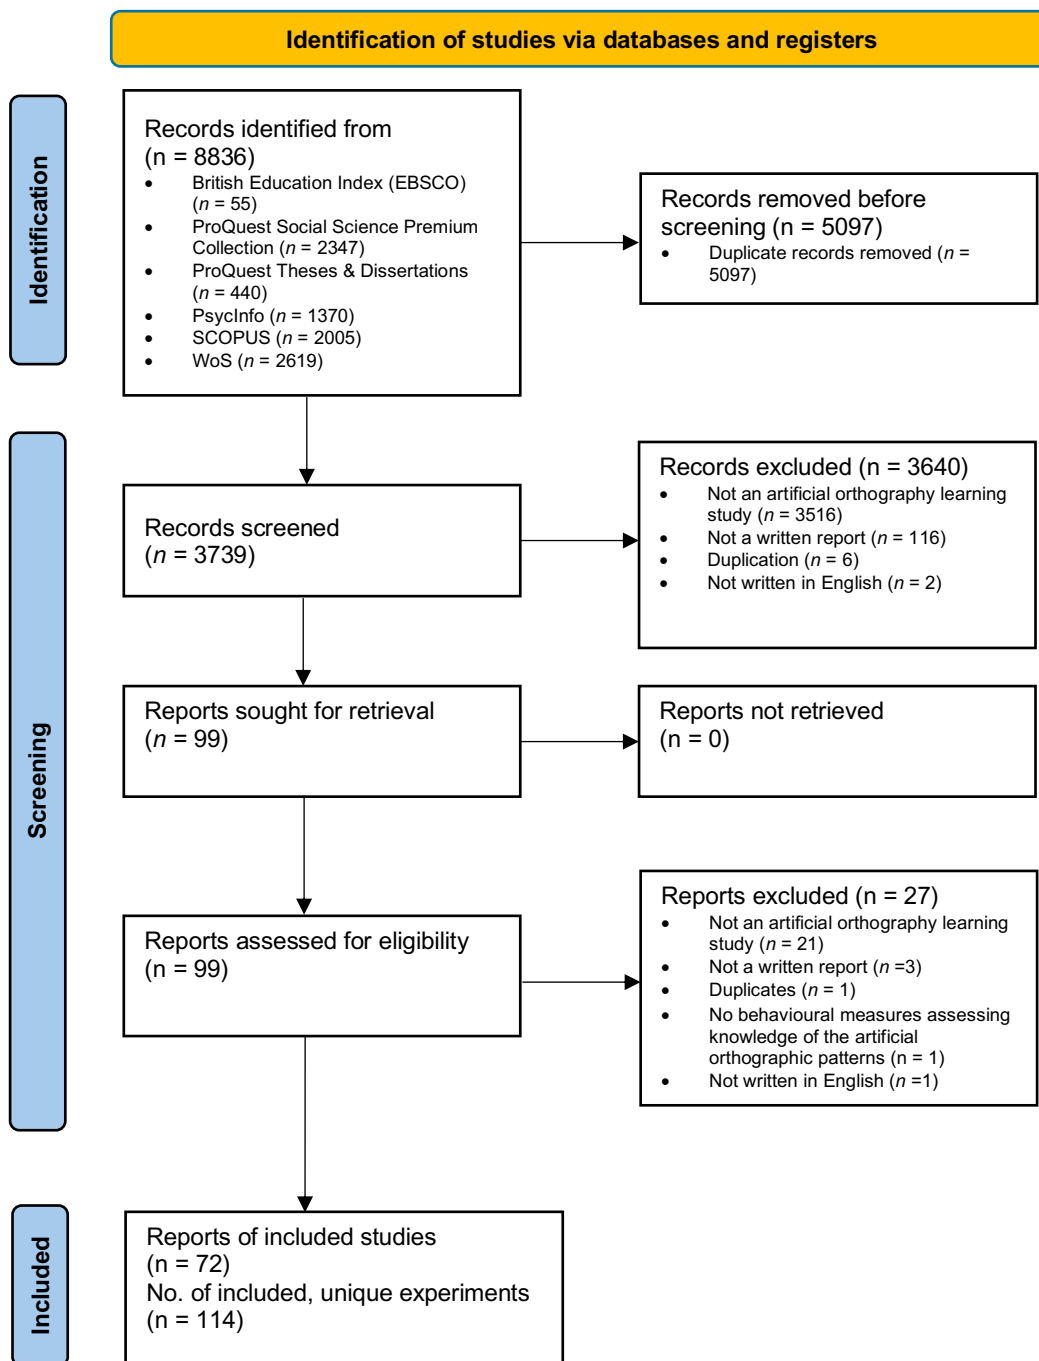 Identification of studies via databases and registers
Identification
Records identified from
(n = 8836)
• British Education Index (EBSCO)
(n = 55)
• ProQuest Social Science Premium
Collection (n = 2347)
• ProQuest Theses & Dissertations
(n = 440)
• PsycInfo (n = 1370)
• SCOPUS (n = 2005)
• WoS (n = 2619)
Records removed before
screening (n = 5097)
• Duplicate records removed (n =
5097)
Screening
Records screened
(n = 3739)
Records excluded (n = 3640)
• Not an artificial orthography learning
study (n = 3516)
• Not a written report (n = 116)
• Duplication (n = 6)
• Not written in English (n = 2)
Reports sought for retrieval
(n = 99)
Reports not retrieved
(n = 0)
Reports assessed for eligibility
(n = 99)
Reports excluded (n = 27)
• Not an artificial orthography learning
study (n = 21)
• Not a written report (n =3)
• Duplicates (n = 1)
• No behavioural measures assessing
knowledge of the artificial
orthographic patterns (n = 1)
• Not written in English (n =1)
Included
Reports of included studies
(n = 72)
No. of included, unique experiments
(n = 114)